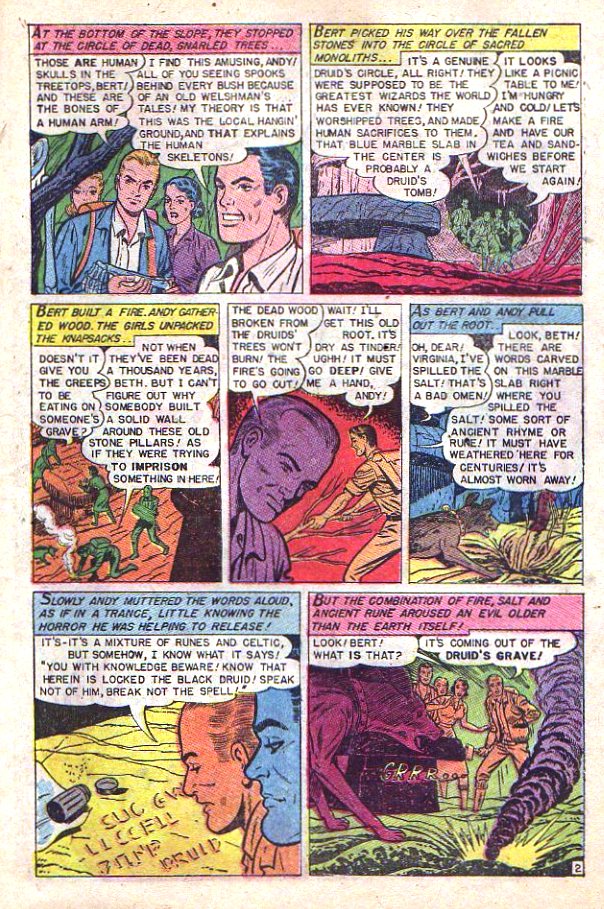 AT THE BOTTOM OF THE SLOPE, THEY STOPPED
AT THE CIRCLE OF DEAD, GNARLED TREES...
THOSE ARE HUMAN
SKULLS IN THE
TREETOPS, BERT!
AND THESE ARE
THE BONES OF
A HUMAN ARM!
I FIND THIS AMUSING, ANDY!
ALL OF YOU SEEING SPOOKS
BEHIND EVERY BUSH BECAUSE
OF AN OLD WELSHMAN'S...
TALES! MY THEORY IS THAT
THIS WAS THE LOCAL HANGIN'
GROUND, AND THAT EXPLAINS
THE HUMAN
SKELETONS!
BERT PICKED HIS WAY OVER THE FALLEN
STONES INTO THE CIRCLE OF SACRED
MONOLITHS...
IT'S A GENUINE
DRUID'S CIRCLE, ALL RIGHT! THEY
WERE SUPPOSED TO BE THE
GREATEST WIZARDS THE WORLD
HAS EVER KNOWN! THEY
WORSHIPPED TREES, AND MADE
HUMAN SACRIFICES TO THEM.
THAT BLUE MARBLE SLAB IN
THE CENTER IS
PROBABLY A
DRUID'S
TOMB!
IT LOOKS
LIKE A PICNIC
TABLE TO ME!
I'M HUNGRY
AND COLD! LET'S
MAKE A FIRE
AND HAVE OUR
TEA AND SAND-
WICHES BEFORE
WE START
AGAIN!
BERT BUILT A FIRE. ANDY GATHER-
ED WOOD. THE GIRLS UNPACKED
THE KNAPSACKS...
DOESN'T IT
GIVE YOU
THE CREEPS
TO BE
EATING ON
SOMEONE'S
GRAVE?
NOT WHEN
THEY'VE BEEN DEAD
A THOUSAND YEARS,
BETH. BUT I CAN'T
FIGURE OUT WHY
SOMEBODY BUILT
A SOLID WALL
AROUND THESE OLD
STONE PILLARS! AS
IF THEY WERE TRYING
TO IMPRISON
SOMETHING IN HERE!
THE DEAD WOOD
BROKEN FROM
THE DRUIDS'
TREES WON'T
BURN! THE
FIRE'S GOING
TO GO OUT!
WAIT! I'LL
GET THIS OLD
ROOT. IT'S
DRY AS TINDER!
UGHH! IT MUST
GO DEEP! GIVE
ME A HAND,
ANDY!
AS BERT AND ANDY PULL
OUT THE ROOT...
OH, DEAR!
VIRGINIA, I'VE
SPILLED THE
SALT! THAT'S
A BAD OMEN!
LOOK, BETH!
THERE ARE
WORDS CARVED
ON THIS MARBLE
SLAB RIGHT
WHERE YOU
SPILLED THE
SALT! SOME SORT OF
ANCIENT RHYME OR
RUNE! IT MUST HAVE
WEATHERED HERE FOR
CENTURIES! IT'S
ALMOST WORN AWAY!
SLOWLY ANDY MUTTERED THE WORDS ALOUD,
AS IF IN A TRANCE, LITTLE KNOWING THE
HORROR HE WAS HELPING TO RELEASE!
IT'S-IT'S A MIXTURE OF RUNES AND CELTIC,
BUT SOMEHOW, I KNOW WHAT IT SAYS!
"YOU WITH KNOWLEDGE BEWARE! KNOW THAT
HEREIN IS LOCKED THE BLACK DRUID! SPEAK
NOT OF HIM, BREAK NOT THE SPELL!"
DRUID
BUT THE COMBINATION OF FIRE, SALT AND
ANCIENT RUNE AROUSED AN EVIL OLDER
THAN THE EARTH ITSELF!
LOOK! BERT!
WHAT IS THAT?
IT'S COMING OUT OF THE
DRUID'S GRAVE!
GRRR
2